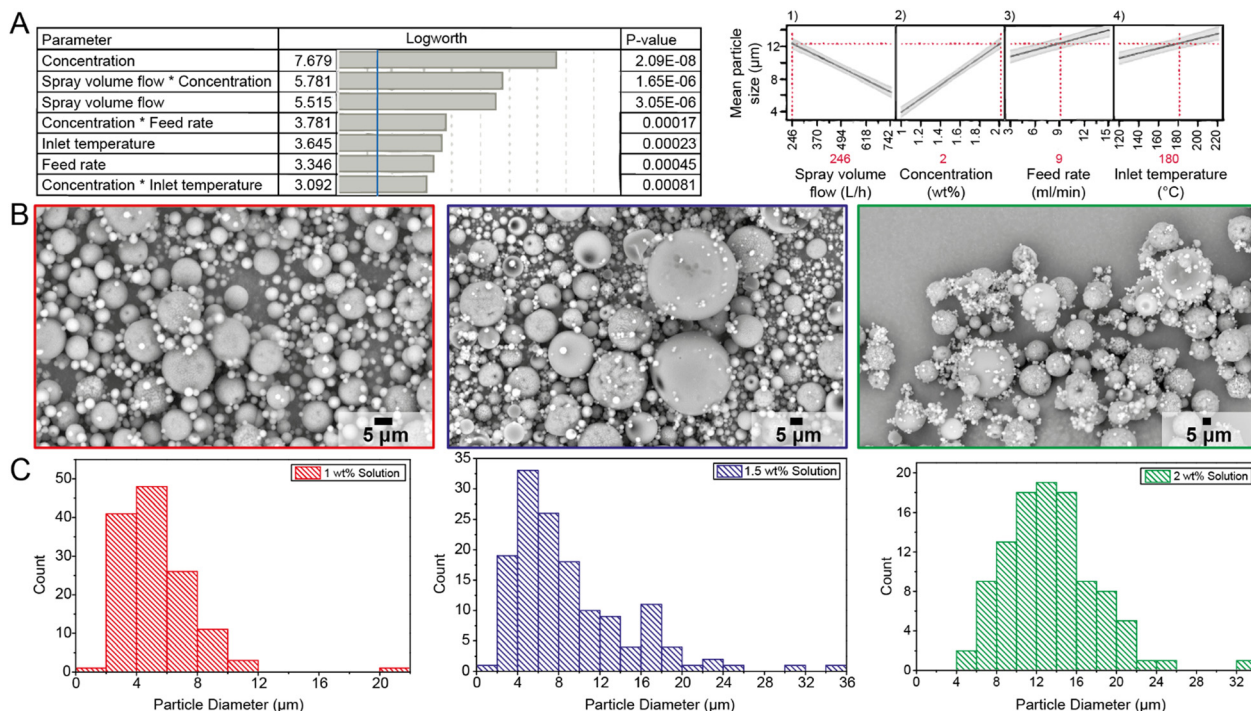 A
Parameter Logworth P-value
Concentration 7.679 2.09E-08
Spray volume flow * Concentration 5.781 1.65E-06
Spray volume flow 5.515 3.05E-06
Concentration * Feed rate 3.781 0.00017
Inlet temperature 3.645 0.00023
Feed rate 3.346 0.00045
Concentration * Inlet temperature 3.092 0.00081
1) 2) 3) 4)
Mean particle
size (µm)
12
8
4
246 370 494 618 742 1 1.2 1.4 1.6 1.8 2 3 6 9 12 15 120 140 160 180 200 220
246 2 9 180
Spray volume Concentration Feed rate Inlet temperature
flow (L/h) (wt%) (ml/min) (°C)
B
5 µm 5 µm 5 µm
C
1 wt% Solution
Count
50
40
30
20
10
0
0 4 8 12 16 20
Particle Diameter (µm)
1.5 wt% Solution
Count
35
30
25
20
15
10
5
0
0 4 8 12 16 20 24 28 32 36
Particle Diameter (µm)
2 wt% Solution
Count
18
15
12
9
6
3
0
0 4 8 12 16 20 24 28 32
Particle Diameter (µm)